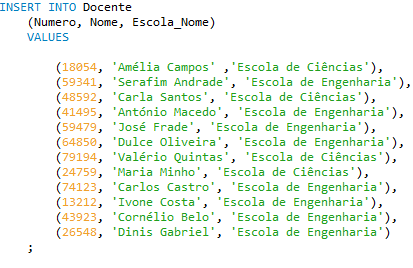 INSERT INTO Docente
(Numero, Nome, Escola_Nome)
VALUES
(18054, 'Amélia Campos' ,'Escola de Ciências'),
(59341, 'Serafim Andrade', 'Escola de Engenharia'),
(48592, 'Carla Santos', 'Escola de Ciências'),
(41495, 'António Macedo', 'Escola de Engenharia'),
(59479, 'José Frade', 'Escola de Engenharia'),
(64850, 'Dulce Oliveira', 'Escola de Engenharia'),
(79194, 'Valério Quintas', 'Escola de Ciências'),
(24759, 'Maria Minho', 'Escola de Ciências'),
(74123, 'Carlos Castro', 'Escola de Engenharia'),
(13212, 'Ivone Costa', 'Escola de Engenharia'),
(43923, 'Cornélio Belo', 'Escola de Engenharia'),
(26548, 'Dinis Gabriel', 'Escola de Engenharia')
;